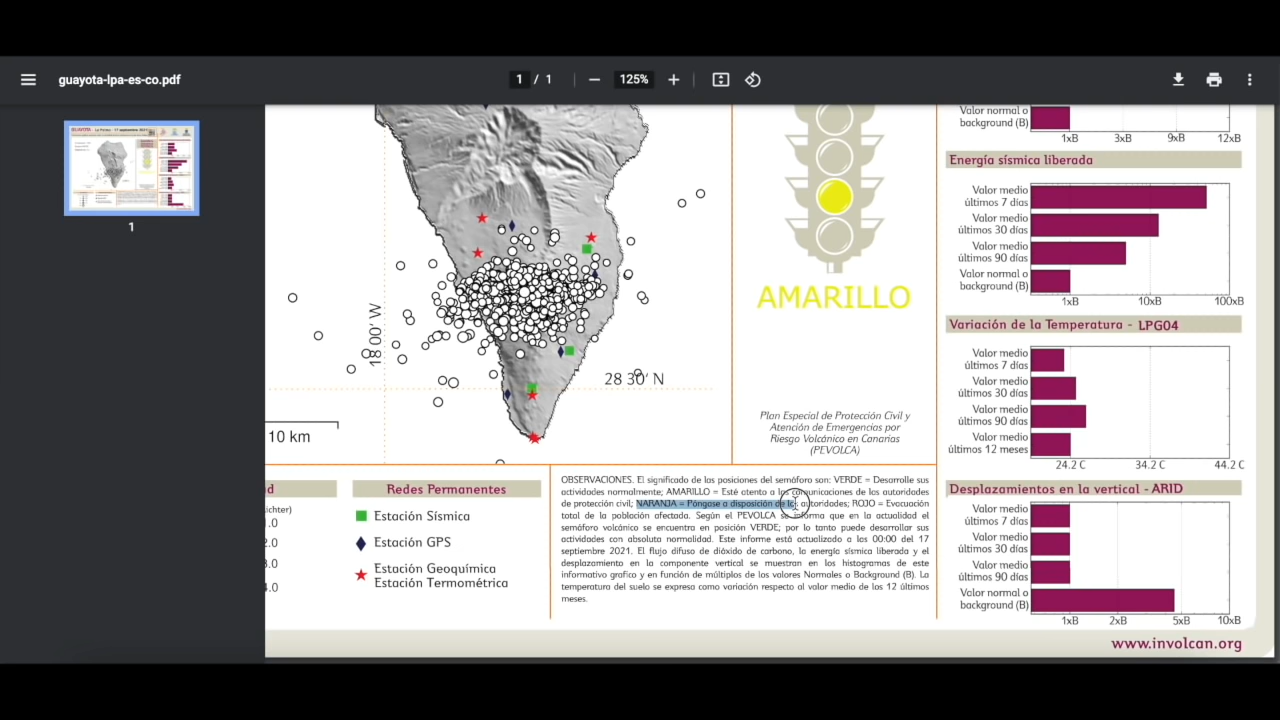 guayota-lpa-es-co.pdf
1 / 1
125%
1
18 00' W
28 30' N
10 km
AMARILLO
Plan Especial de Protección Civil y
Atención de Emergencias por
Riesgo Volcánico en Canarias
(PEVOLCA)
Valor normal o
background (B)
1xB 3xB 9xB 12xB
Energía sísmica liberada
Valor medio
últimos 7 días
Valor medio
últimos 30 días
Valor medio
últimos 90 días
Valor normal o
background (B)
1xB 10xB 100xB
Variación de la Temperatura - LPG04
Valor medio
últimos 7 días
Valor medio
últimos 30 días
Valor medio
últimos 90 días
Valor medio
últimos 12 meses
24.2 C 34.2 C 44.2 C
Desplazamientos en la vertical - ARID
Valor medio
últimos 7 días
Valor medio
últimos 30 días
Valor medio
últimos 90 días
Valor normal o
background (B)
1xB 2xB 5xB 10xB
Redes Permanentes
Estación Sísmica
Estación GPS
Estación Geoquímica
Estación Termométrica
OBSERVACIONES. El significado de las posiciones del semáforo son: VERDE = Desarrolle sus
actividades normalmente; AMARILLO = Esté atento a las comunicaciones de las autoridades
de protección civil; NARANJA = Póngase a disposición de las autoridades; ROJO = Evacuación
total de la población afectada. Según el PEVOLCA se informa que en la actualidad el
semáforo volcánico se encuentra en posición VERDE; por lo tanto puede desarrollar sus
actividades con absoluta normalidad. Este informe está actualizado a las 00:00 del 17
septiembre 2021. El flujo difuso de dióxido de carbono, la energía sísmica liberada y el
desplazamiento en la componente vertical se muestran en los histogramas de este
informativo grafico y en función de múltiplos de los valores Normales o Background (B). La
temperatura del suelo se expresa como variación respecto al valor medio de los 12 últimos
meses.
www.involcan.org